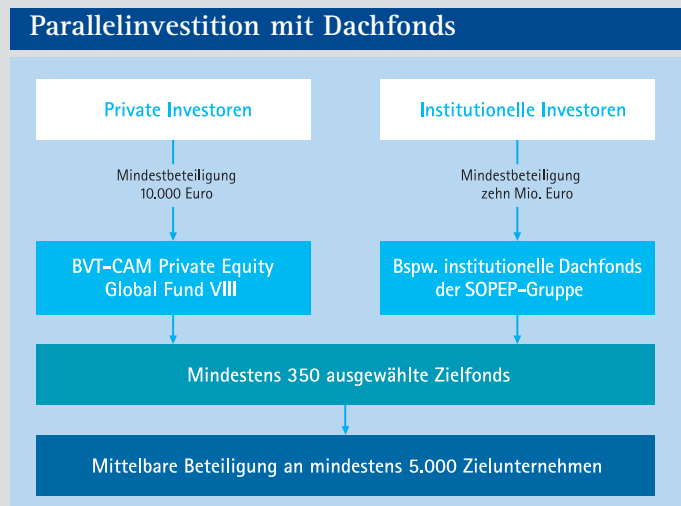 Parallelinvestition mit Dachfonds
Private Investoren
Institutionelle Investoren
Mindestbeteiligung
10.000 Euro
Mindestbeteiligung
zehn Mio. Euro
BVT-CAM Private Equity
Global Fund VIII
Bspw. institutionelle Dachfonds
der SOPEP-Gruppe
Mindestens 350 ausgewählte Zielfonds
Mittelbare Beteiligung an mindestens 5.000 Zielunternehmen